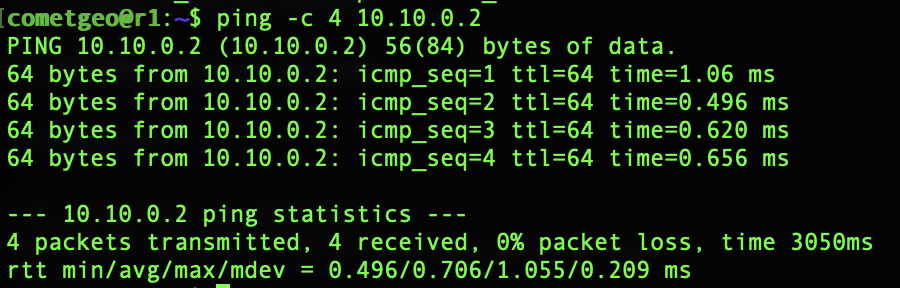 [cometgeo@r1:~$ ping -c 4 10.10.0.2
PING 10.10.0.2 (10.10.0.2) 56(84) bytes of data.
64 bytes from 10.10.0.2: icmp_seq=1 ttl=64 time=1.06 ms
64 bytes from 10.10.0.2: icmp_seq=2 ttl=64 time=0.496 ms
64 bytes from 10.10.0.2: icmp_seq=3 ttl=64 time=0.620 ms
64 bytes from 10.10.0.2: icmp_seq=4 ttl=64 time=0.656 ms
--- 10.10.0.2 ping statistics ---
4 packets transmitted, 4 received, 0% packet loss, time 3050ms
rtt min/avg/max/mdev = 0.496/0.706/1.055/0.209 ms